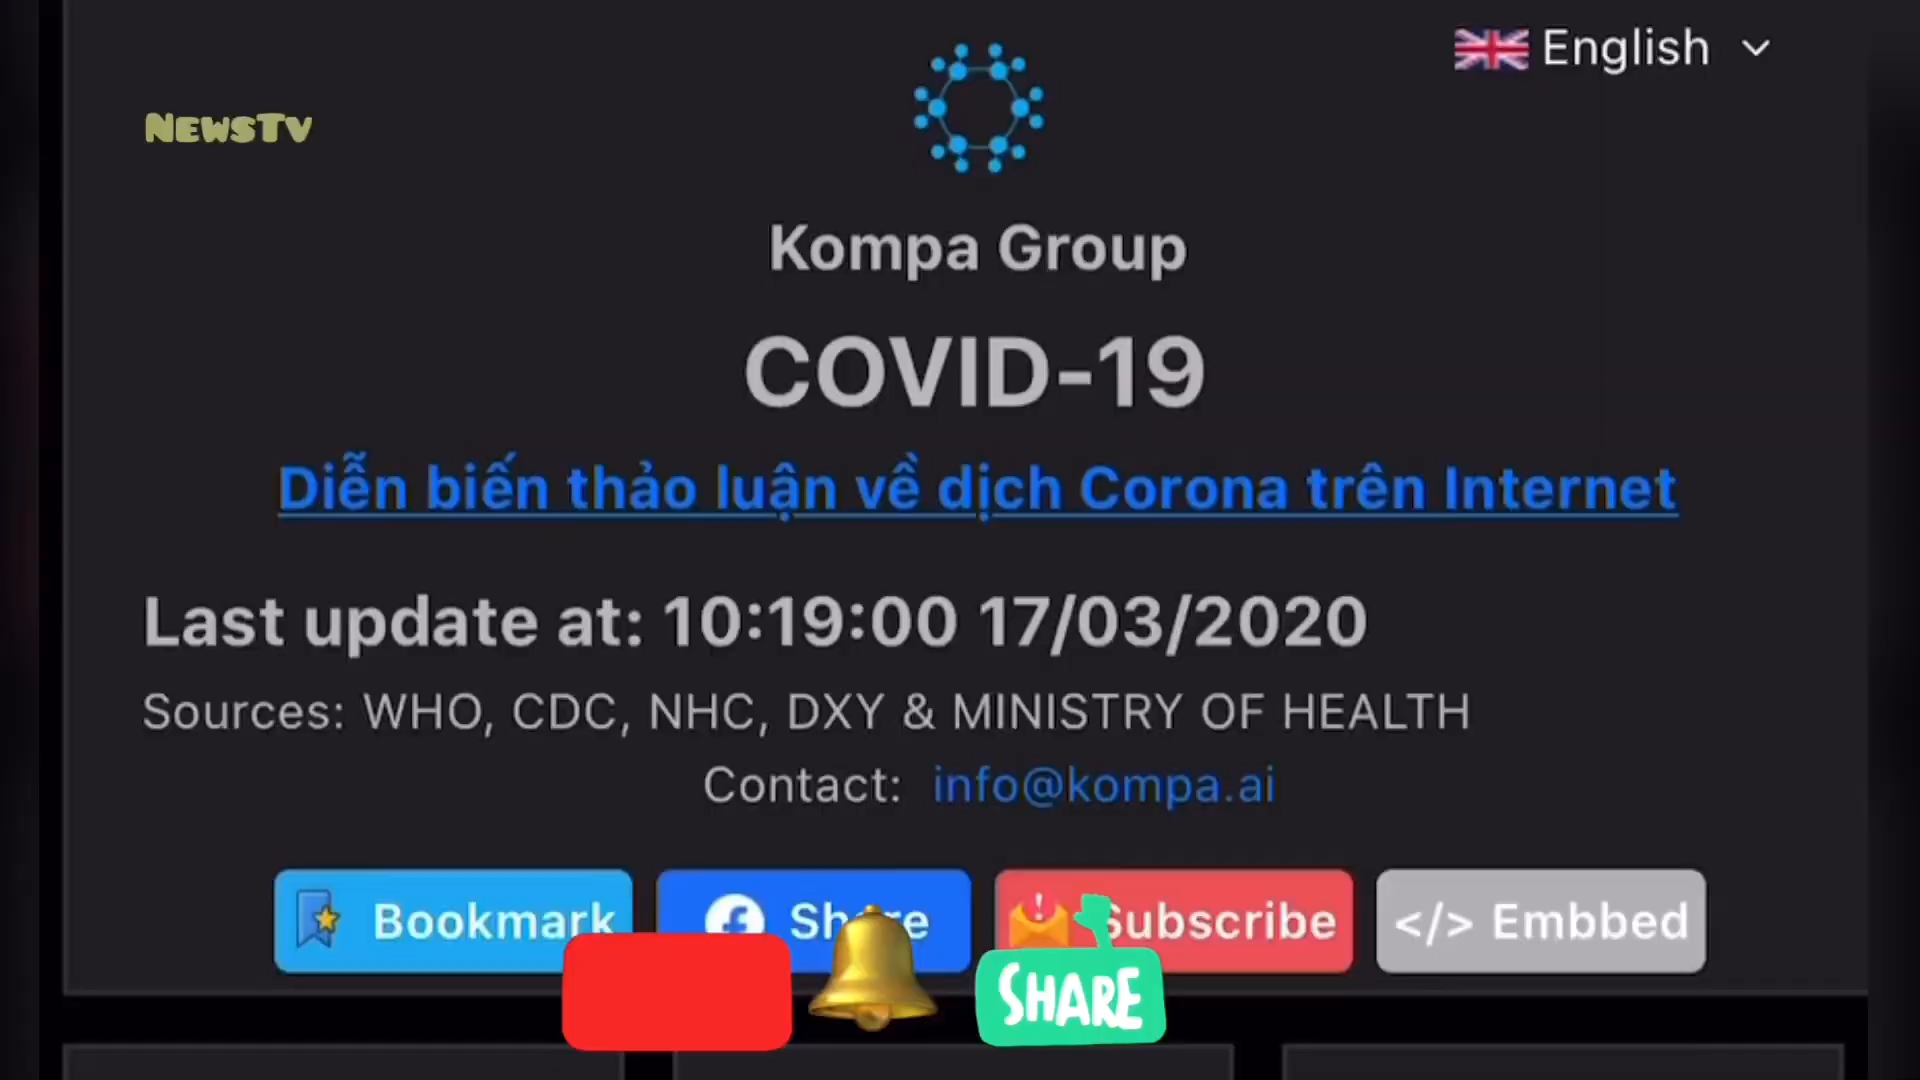 English
NewsTv
Kompa Group
COVID-19
Diễn biến thảo luận về dịch Corona trên Internet
Last update at: 10:19:00 17/03/2020
Sources: WHO, CDC, NHC, DXY & MINISTRY OF HEALTH
Contact: info@kompa.ai
Bookmark
Share
Subscribe
</> Embbed
SHARE